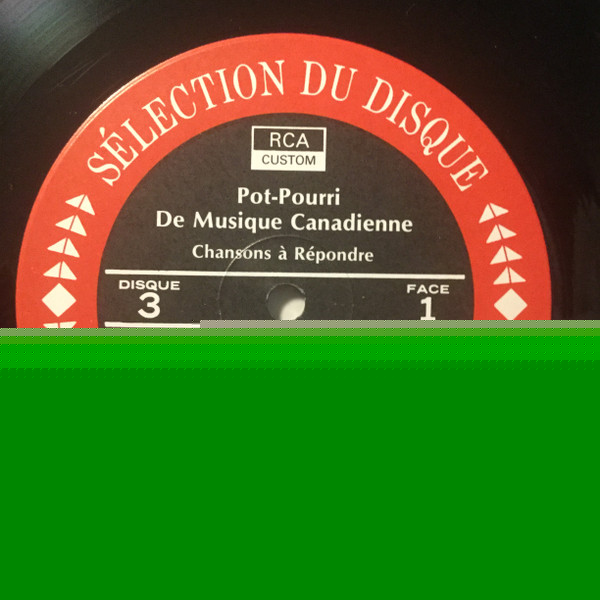 SÉLECTION DU DISQUE
RCA
CUSTOM
Pot-Pourri
De Musique Canadienne
Chansons à Répondre
DISQUE
3
FACE
1